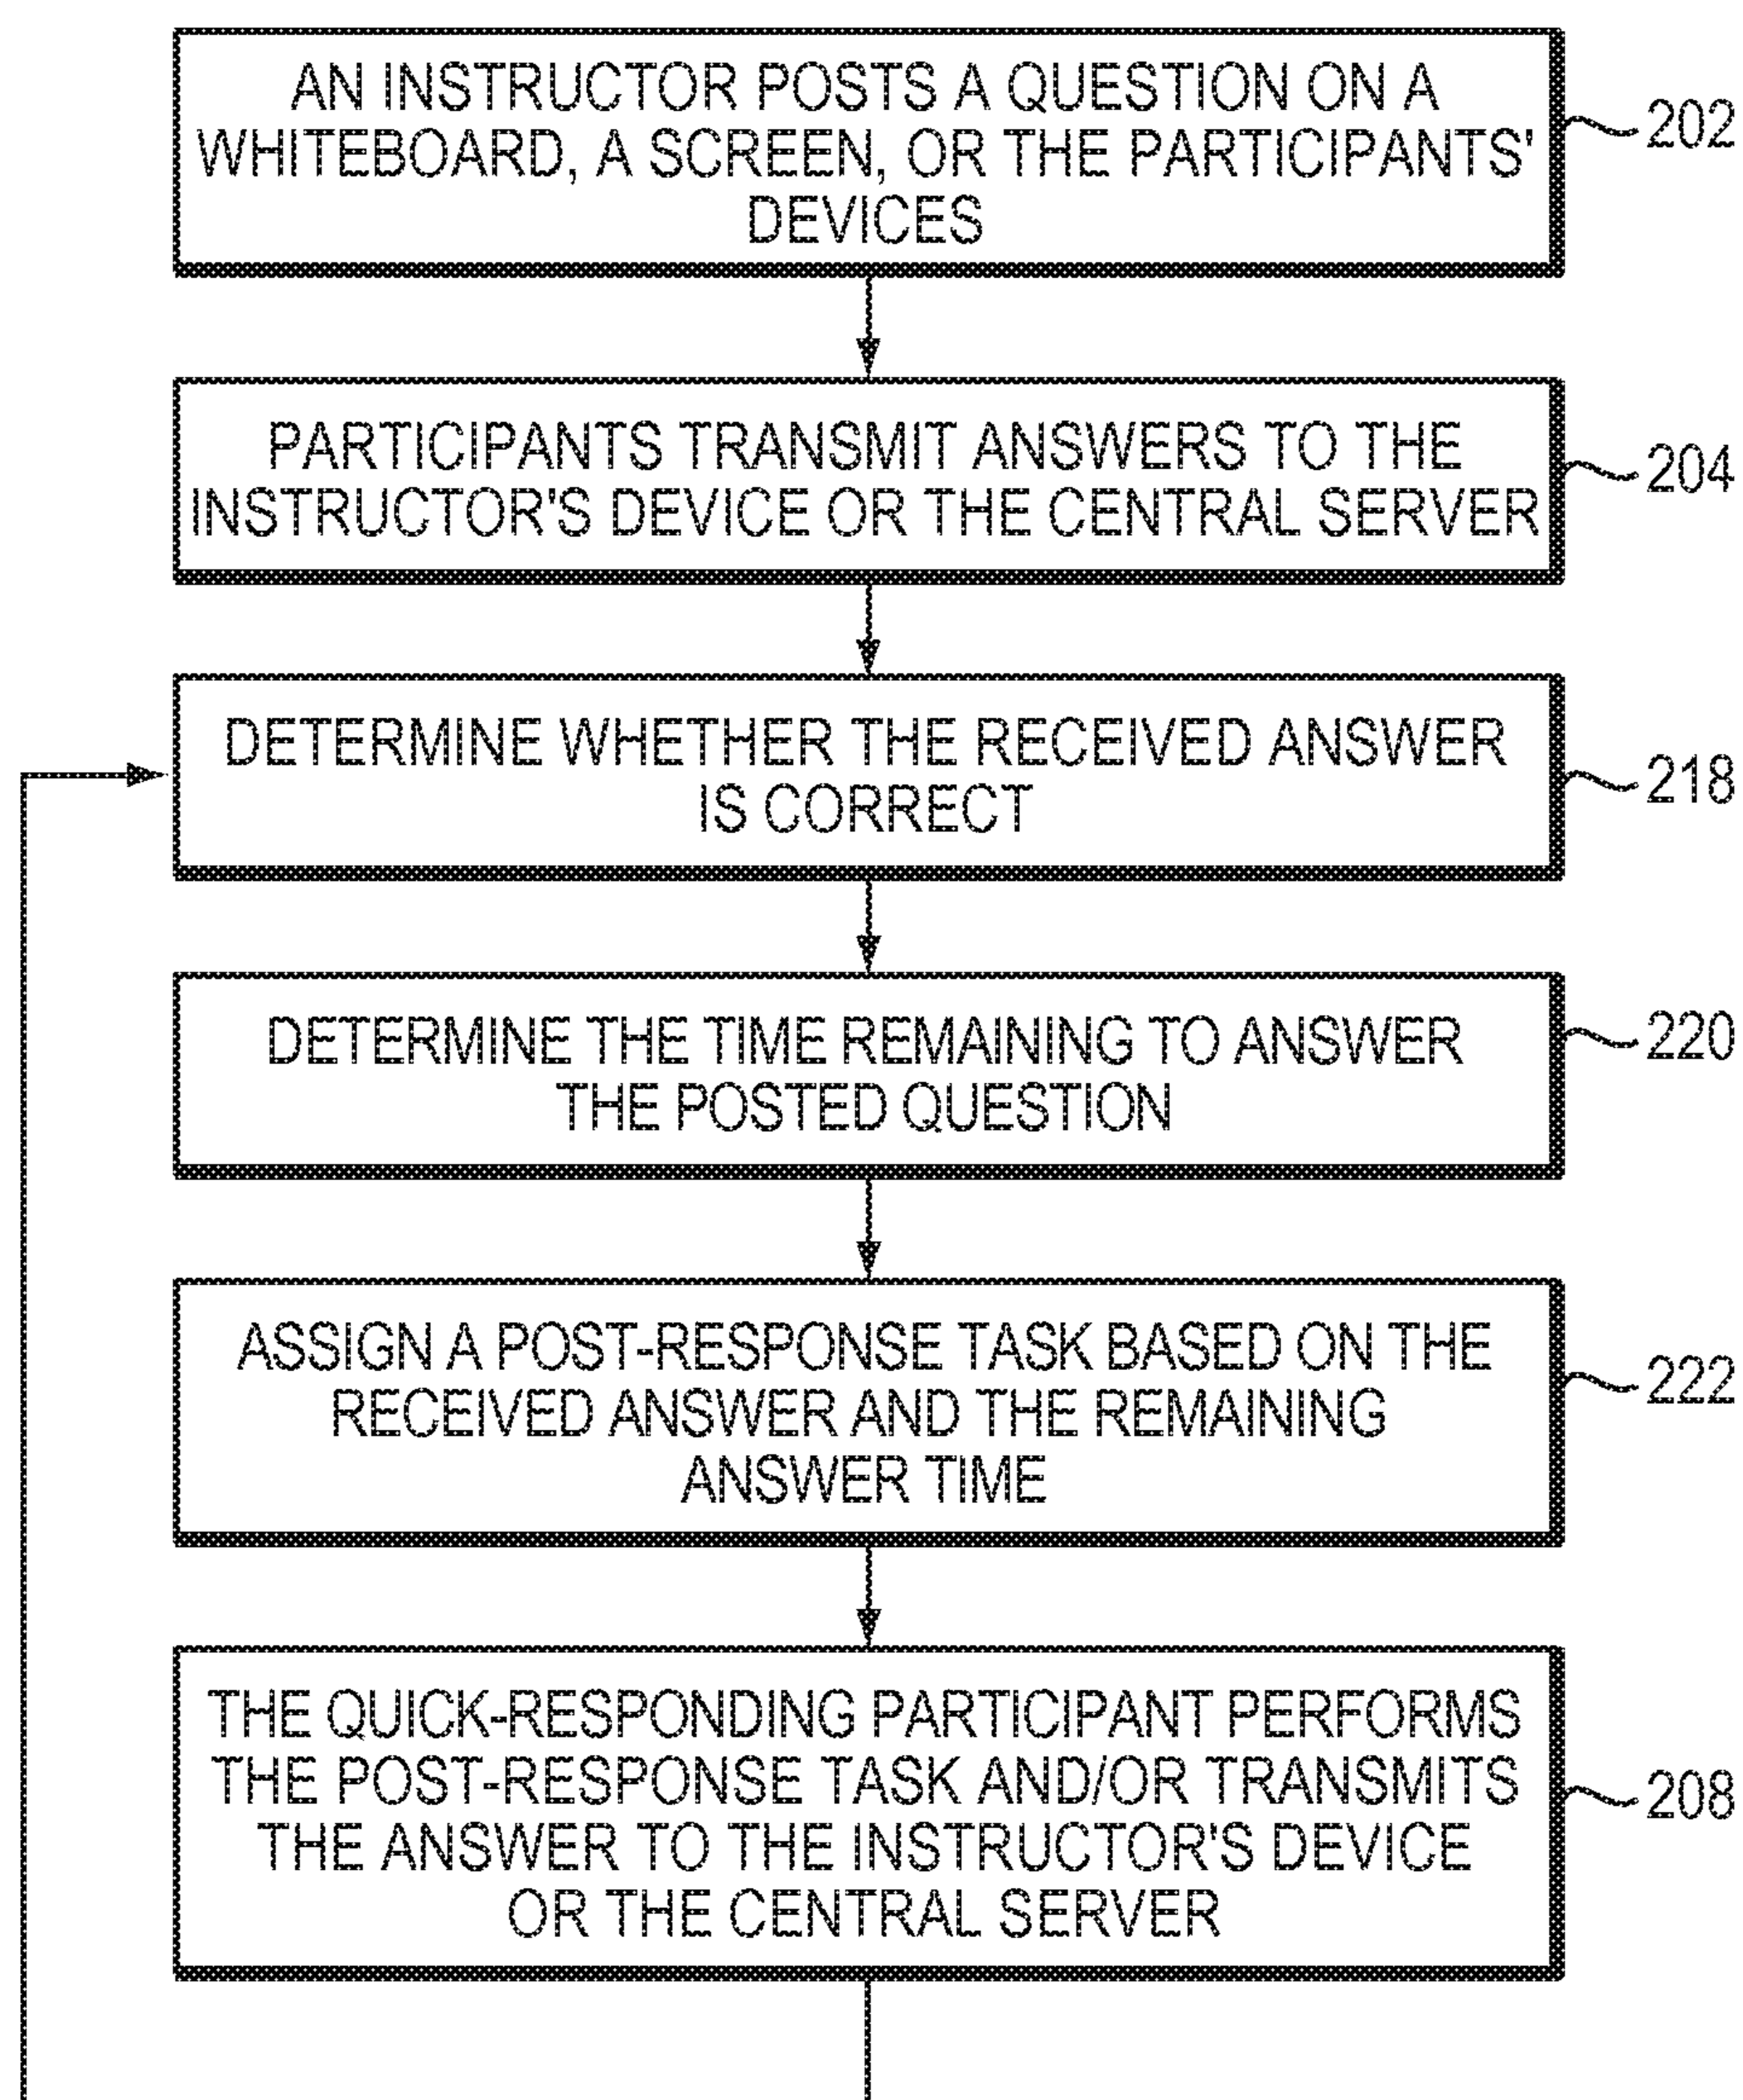 AN INSTRUCTOR POSTS A QUESTION ON A
WHITEBOARD, A SCREEN, OR THE PARTICIPANTS'
DEVICES
202
PARTICIPANTS TRANSMIT ANSWERS TO THE
INSTRUCTOR'S DEVICE OR THE CENTRAL SERVER
204
DETERMINE WHETHER THE RECEIVED ANSWER
IS CORRECT
218
DETERMINE THE TIME REMAINING TO ANSWER
THE POSTED QUESTION
220
ASSIGN A POST-RESPONSE TASK BASED ON THE
RECEIVED ANSWER AND THE REMAINING
ANSWER TIME
222
THE QUICK-RESPONDING PARTICIPANT PERFORMS
THE POST-RESPONSE TASK AND/OR TRANSMITS
THE ANSWER TO THE INSTRUCTOR'S DEVICE
OR THE CENTRAL SERVER
208